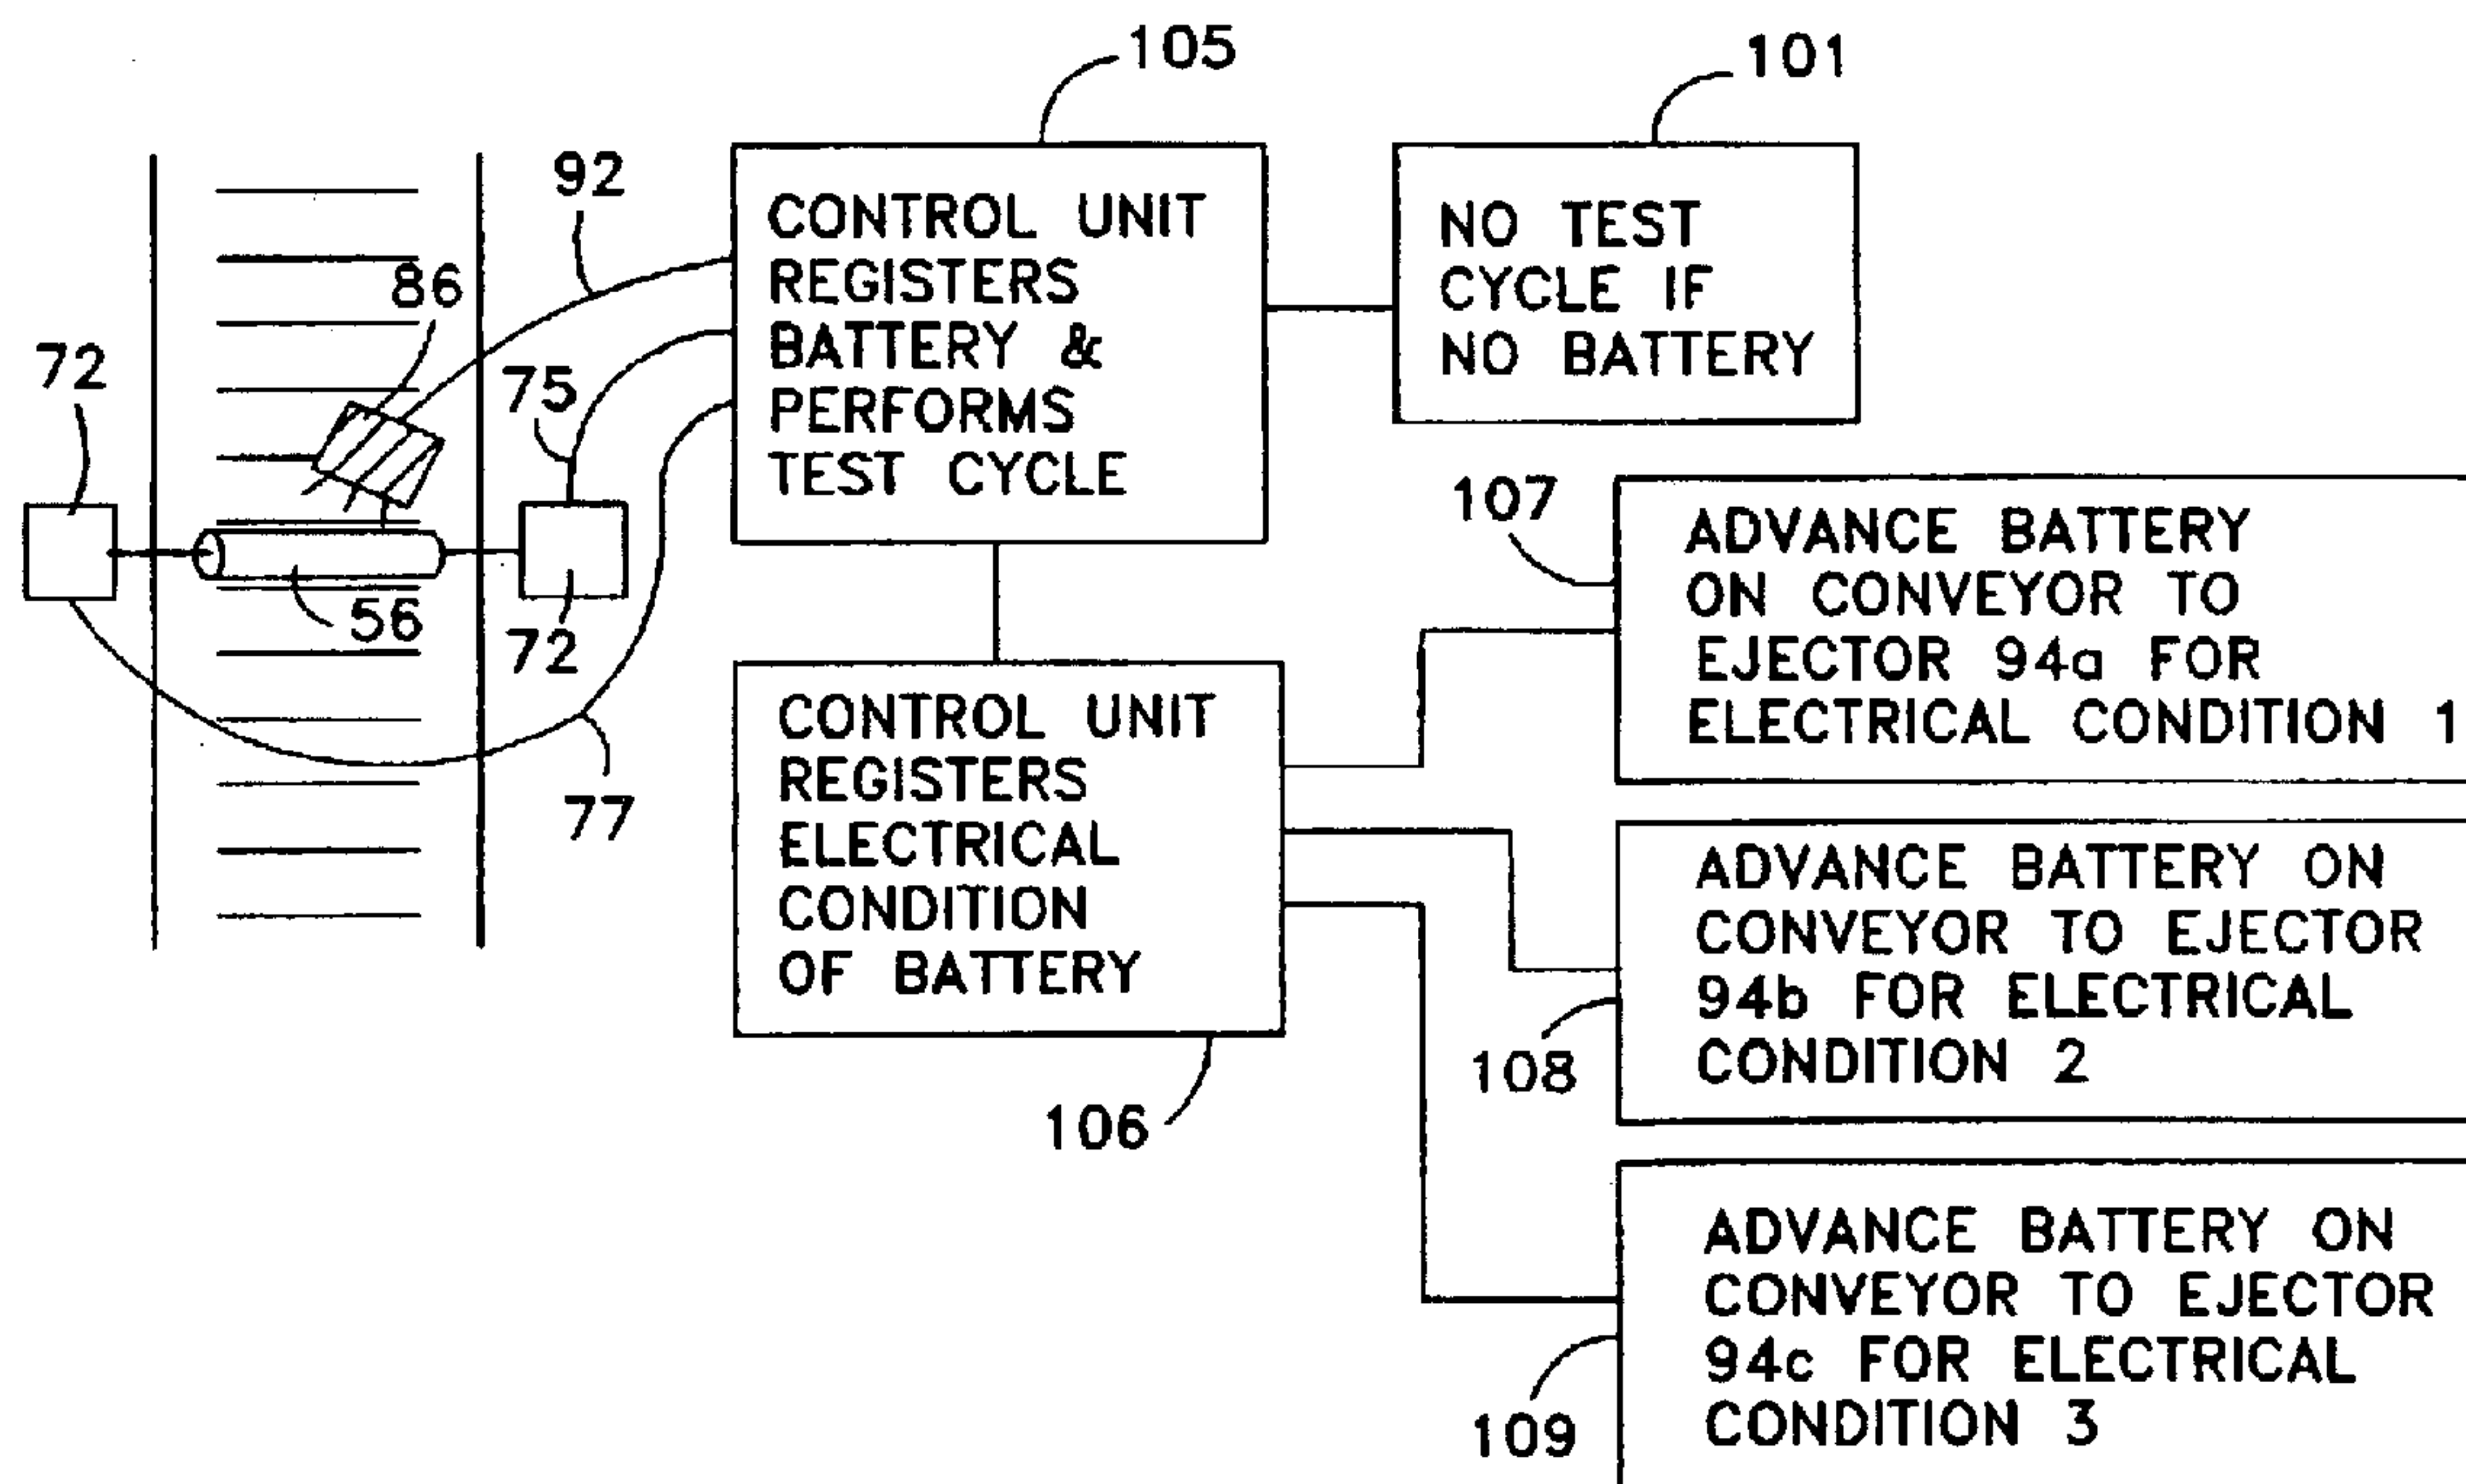 105
101
92
CONTROL UNIT
REGISTERS
BATTERY &
PERFORMS
TEST CYCLE
NO TEST
CYCLE IF
NO BATTERY
86
72
75
56
72
77
107
ADVANCE BATTERY
ON CONVEYOR TO
EJECTOR 94a FOR
ELECTRICAL CONDITION 1
CONTROL UNIT
REGISTERS
ELECTRICAL
CONDITION
OF BATTERY
106
ADVANCE BATTERY ON
CONVEYOR TO EJECTOR
94b FOR ELECTRICAL
CONDITION 2
108
ADVANCE BATTERY ON
CONVEYOR TO EJECTOR
94c FOR ELECTRICAL
CONDITION 3
109